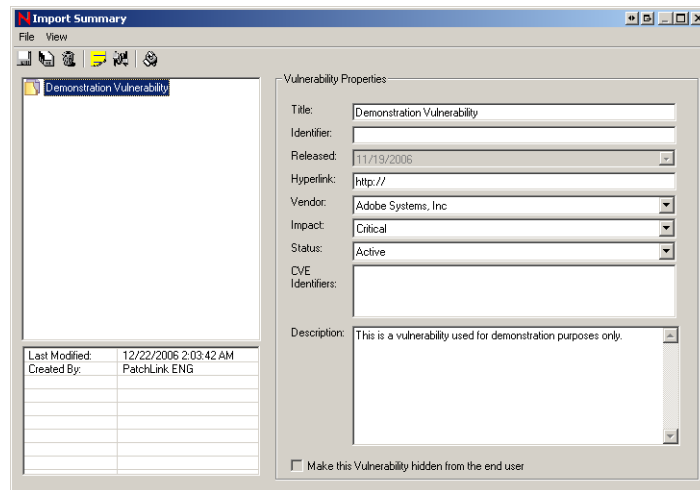 Import Summary
File View
Demonstration Vulnerability
Last Modified: 12/22/2006 2:03:42 AM
Created By: PatchLink ENG
Vulnerability Properties
Title: Demonstration Vulnerability
Identifier:
Released: 11/19/2006
Hyperlink: http://
Vendor: Adobe Systems, Inc
Impact: Critical
Status: Active
CVE
Identifiers:
Description: This is a vulnerability used for demonstration purposes only.
Make this Vulnerability hidden from the end user